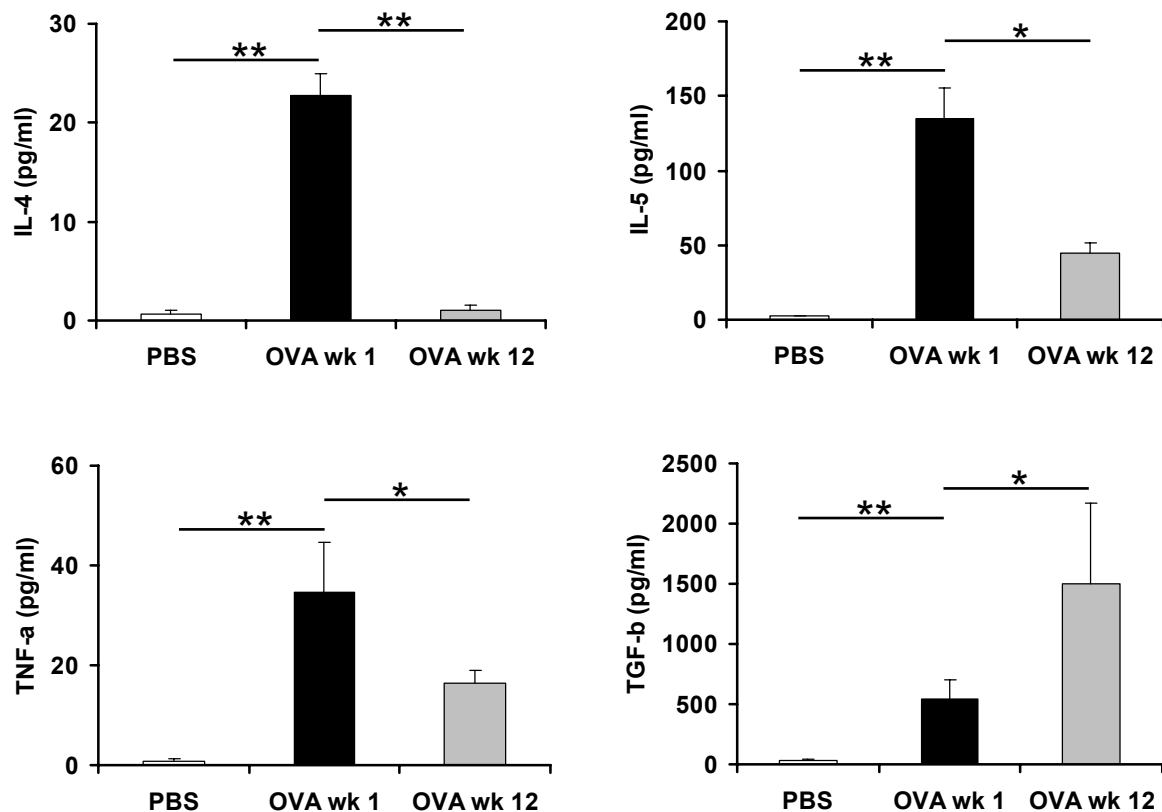 ** **
30
20
10
0
IL-4 (pg/ml)
PBS OVA wk 1 OVA wk 12
** *
200
150
100
50
0
IL-5 (pg/ml)
PBS OVA wk 1 OVA wk 12
** *
60
40
20
0
TNF-a (pg/ml)
PBS OVA wk 1 OVA wk 12
** *
2500
2000
1500
1000
500
0
TGF-b (pg/ml)
PBS OVA wk 1 OVA wk 12